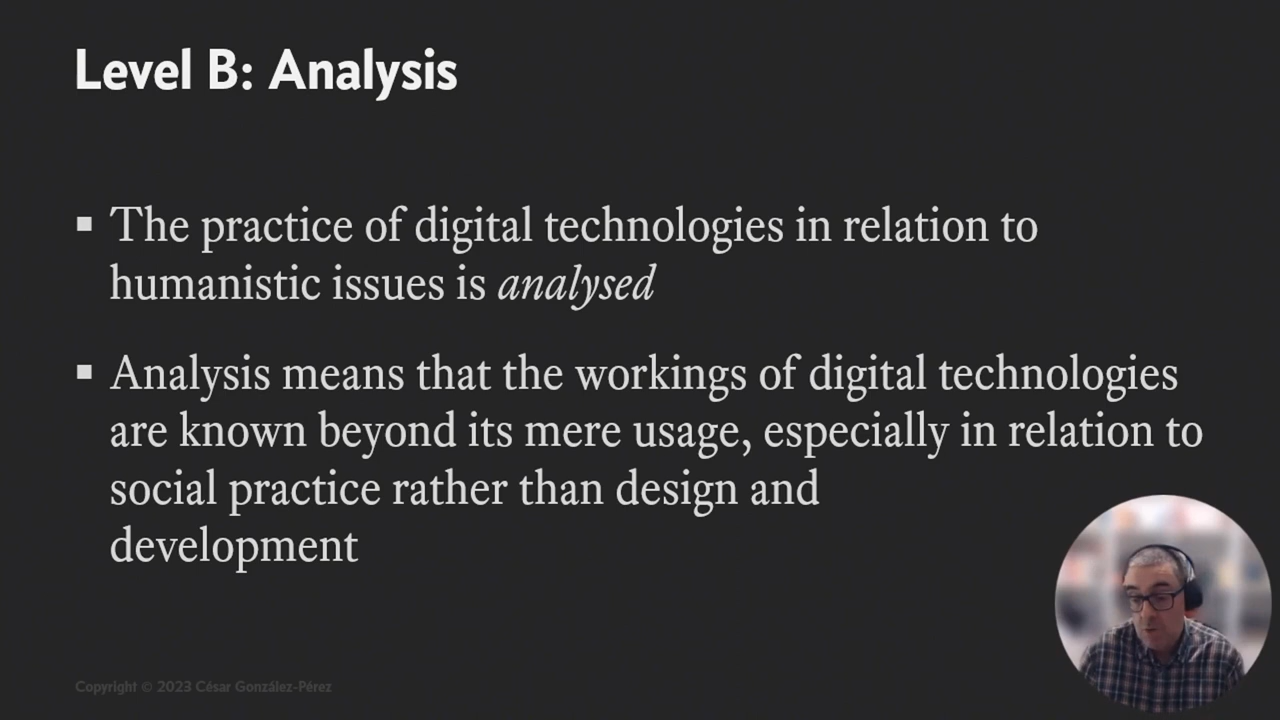 Level B: Analysis
▪ The practice of digital technologies in relation to
humanistic issues is analysed
▪ Analysis means that the workings of digital technologies
are known beyond its mere usage, especially in relation to
social practice rather than design and
development
Copyright © 2023 César González-Pérez